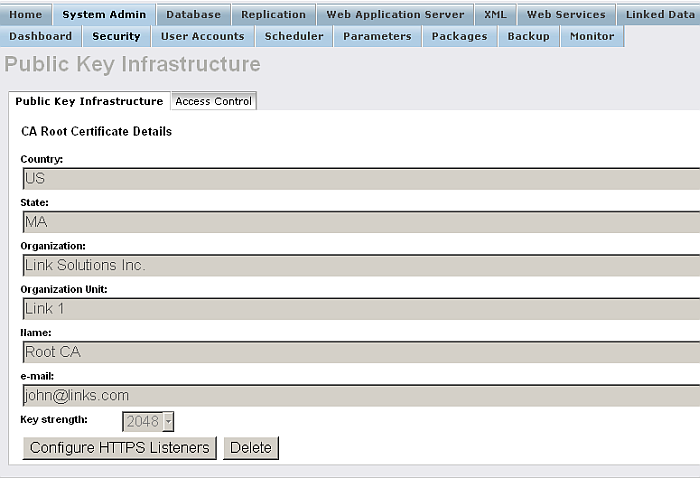 Home System Admin Database Replication Web Application Server XML Web Services Linked Data
Dashboard Security User Accounts Scheduler Parameters Packages Backup Monitor
Public Key Infrastructure
Public Key Infrastructure Access Control
CA Root Certificate Details
Country:
US
State:
MA
Organization:
Link Solutions Inc.
Organization Unit:
Link 1
Name:
Root CA
e-mail:
john@links.com
Key strength: 2048
Configure HTTPS Listeners Delete